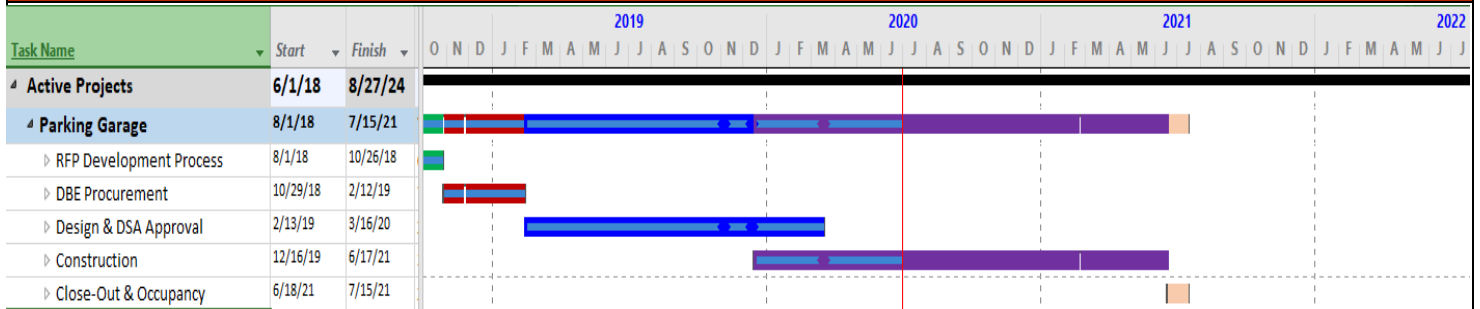 2019 2020 2021 2022
Task Name Start Finish O N D J F M A M J J A S O N D J F M A M J J A S O N D J F M A M J J A S O N D J F M A M J J
Active Projects 6/1/18 8/27/24
Parking Garage 8/1/18 7/15/21
RFP Development Process 8/1/18 10/26/18
DBE Procurement 10/29/18 2/12/19
Design & DSA Approval 2/13/19 3/16/20
Construction 12/16/19 6/17/21
Close-Out & Occupancy 6/18/21 7/15/21